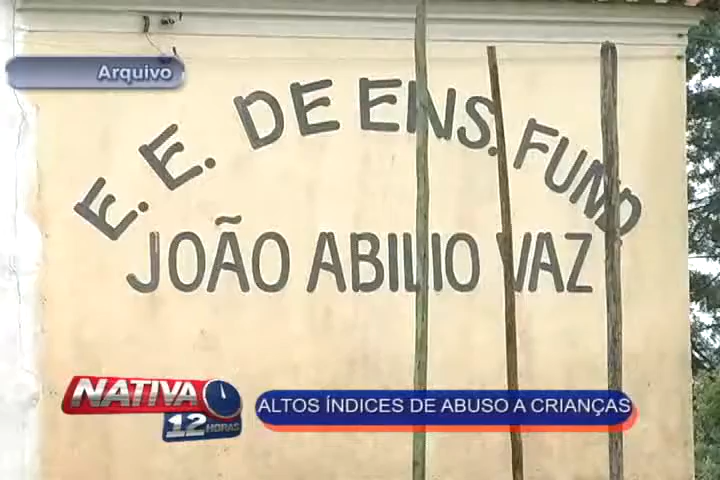 Arquivo
E. E. DE ENS. FUND
JOÃO ABILIO VAZ
NATIVA
12 HORAS
ALTOS ÍNDICES DE ABUSO A CRIANÇAS